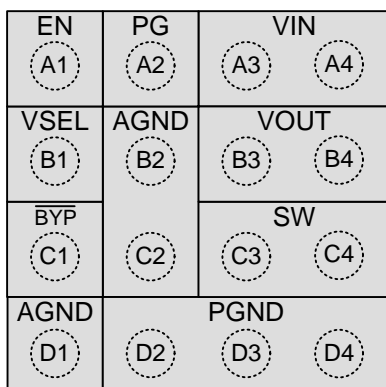 EN PG VIN
A1 A2 A3 A4
VSEL AGND VOUT
B1 B2 B3 B4
BYP SW
C1 C2 C3 C4
AGND PGND
D1 D2 D3 D4